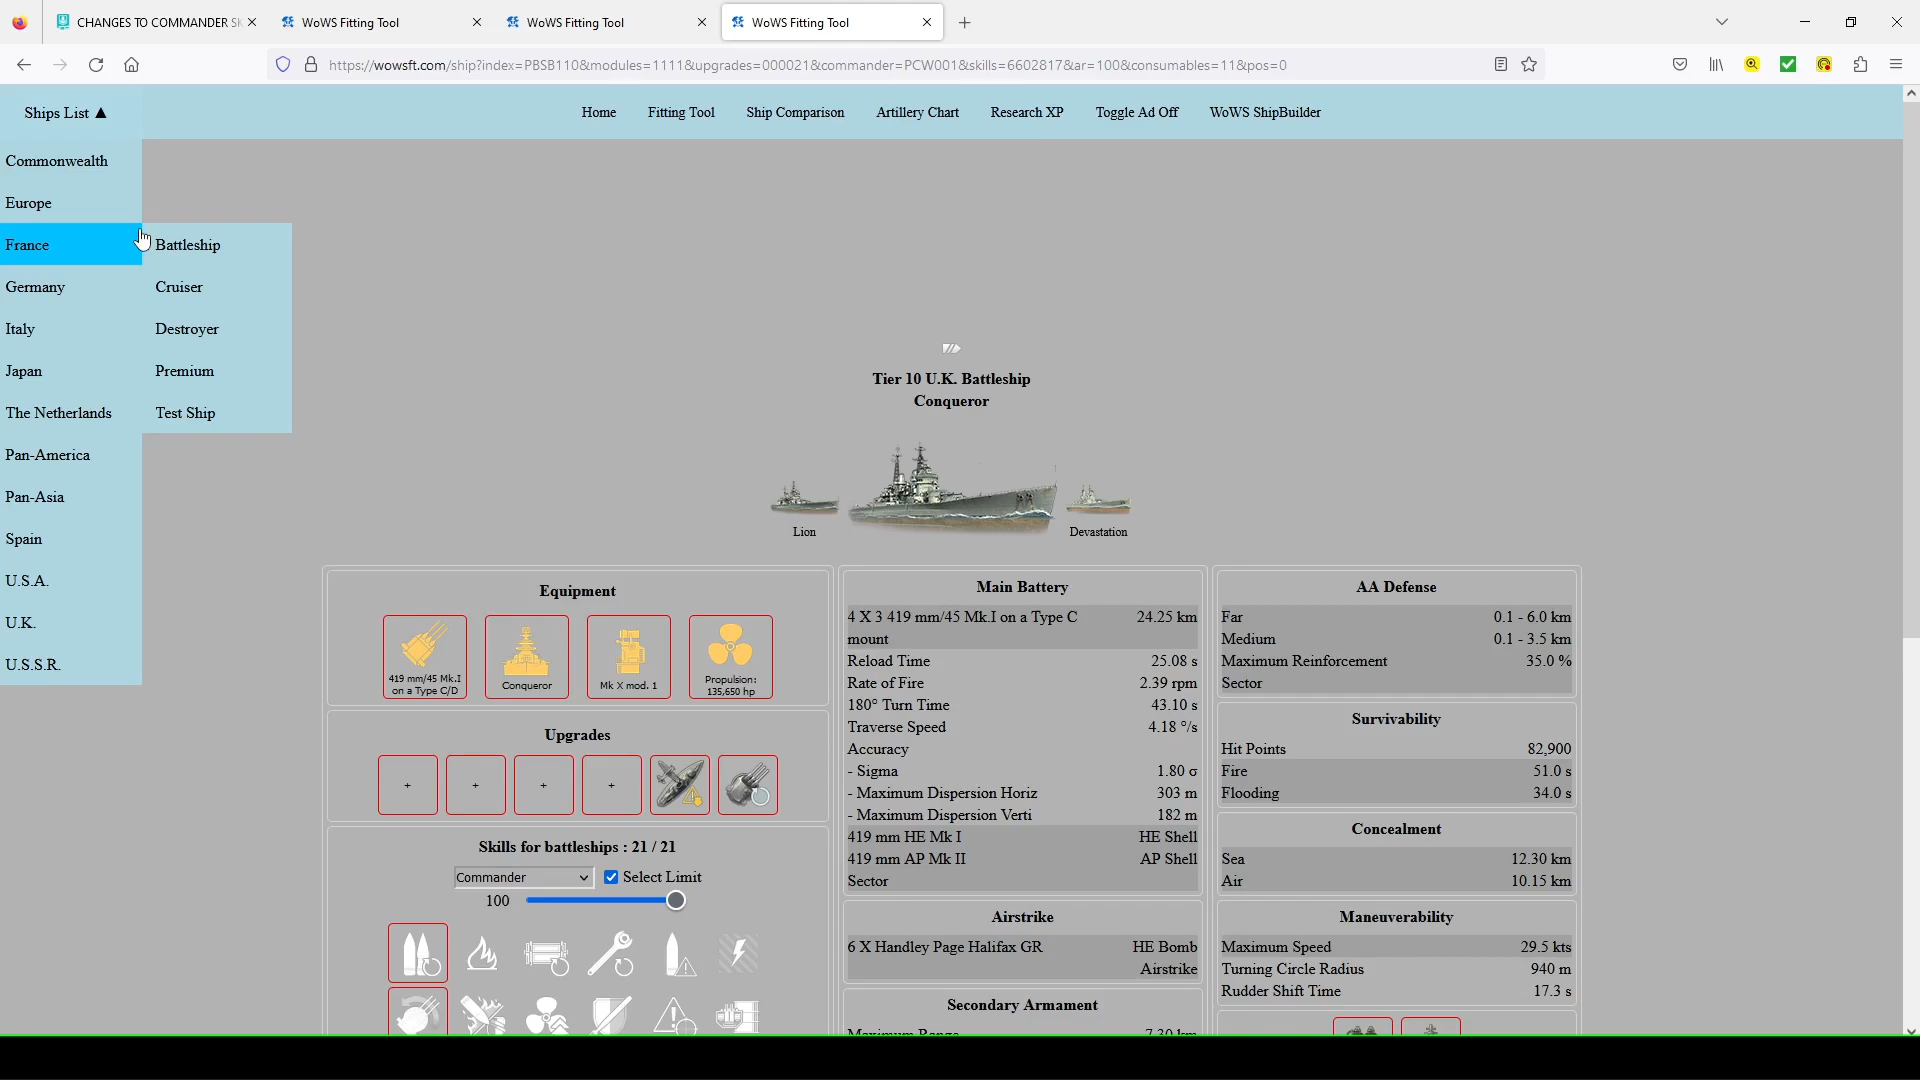 CHANGES TO COMMANDER SK
WoWS Fitting Tool
WoWS Fitting Tool
WoWS Fitting Tool
https://wowsft.com/ship?index=PBSB110&modules=1111&upgrades=000021&commander=PCW001&skills=6602817&ar=100&consumables=11&pos=0
Ships List ▲
Home
Fitting Tool
Ship Comparison
Artillery Chart
Research XP
Toggle Ad Off
WoWS ShipBuilder
Commonwealth
Europe
France
Germany
Italy
Japan
The Netherlands
Pan-America
Pan-Asia
Spain
U.S.A.
U.K.
U.S.S.R.
Battleship
Cruiser
Destroyer
Premium
Test Ship
Tier 10 U.K. Battleship
Conqueror
Lion
Devastation
Equipment
419 mm/45 Mk.I
on a Type C/D
Conqueror
Mk X mod. 1
Propulsion:
135,650 hp
Upgrades
+
+
+
+
Skills for battleships : 21 / 21
Commander
Select Limit
100
Main Battery
4 X 3 419 mm/45 Mk.I on a Type C 24.25 km
mount
Reload Time 25.08 s
Rate of Fire 2.39 rpm
180° Turn Time 43.10 s
Traverse Speed 4.18 °/s
Accuracy
- Sigma 1.80 σ
- Maximum Dispersion Horiz 303 m
- Maximum Dispersion Verti 182 m
419 mm HE Mk I HE Shell
419 mm AP Mk II AP Shell
Sector
Airstrike
6 X Handley Page Halifax GR HE Bomb
Airstrike
Secondary Armament
Maximum Range 7.30 km
AA Defense
Far 0.1 - 6.0 km
Medium 0.1 - 3.5 km
Maximum Reinforcement 35.0 %
Sector
Survivability
Hit Points 82,900
Fire 51.0 s
Flooding 34.0 s
Concealment
Sea 12.30 km
Air 10.15 km
Maneuverability
Maximum Speed 29.5 kts
Turning Circle Radius 940 m
Rudder Shift Time 17.3 s